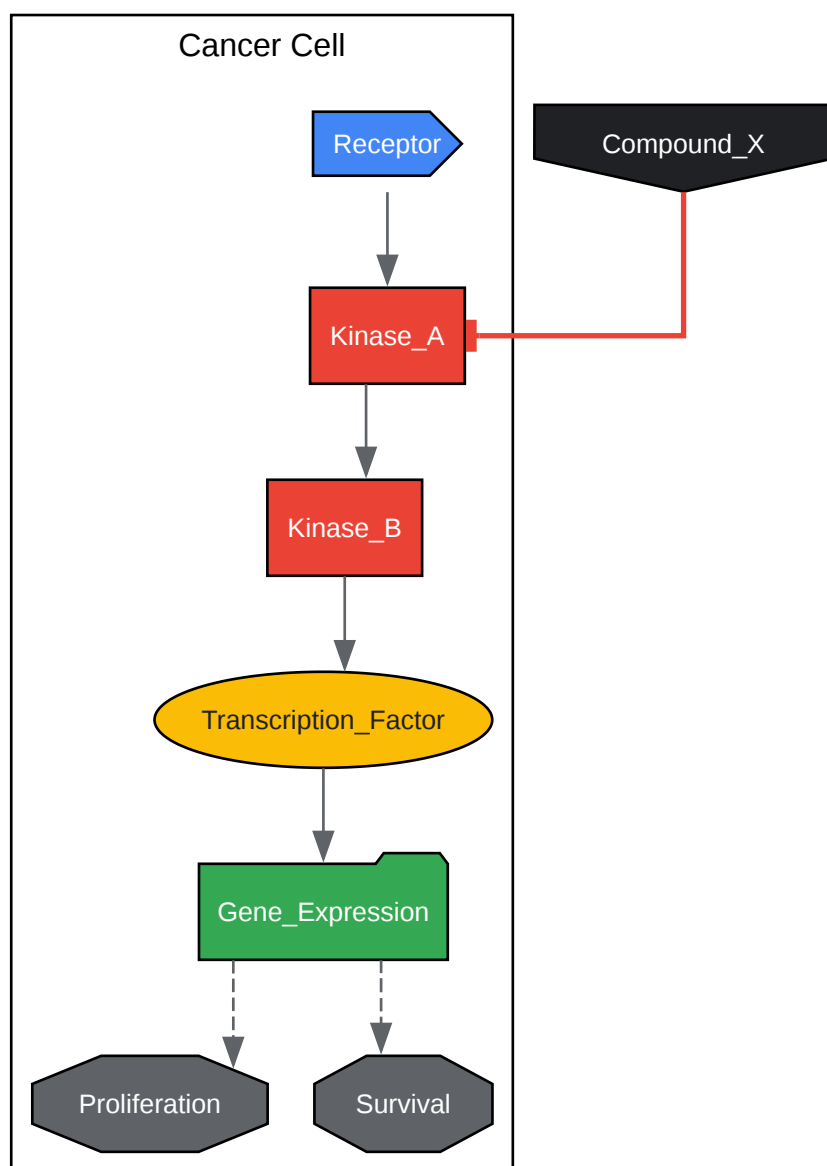 Cancer Cell
Receptor
Compound_X
Kinase_A
Kinase_B
Transcription_Factor
Gene_Expression
Proliferation
Survival